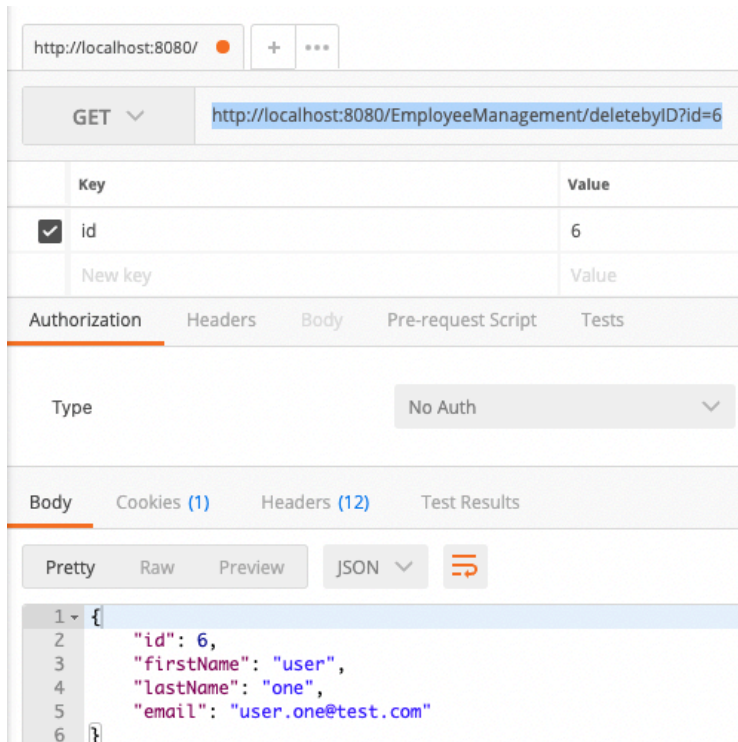 http://localhost:8080/ + •••
GET http://localhost:8080/EmployeeManagement/deletebyID?id=6
Key Value
id 6
New key Value
Authorization Headers Body Pre-request Script Tests
Type No Auth
Body Cookies (1) Headers (12) Test Results
Pretty Raw Preview JSON
1 {
2 "id": 6,
3 "firstName": "user",
4 "lastName": "one",
5 "email": "user.one@test.com"
6 }